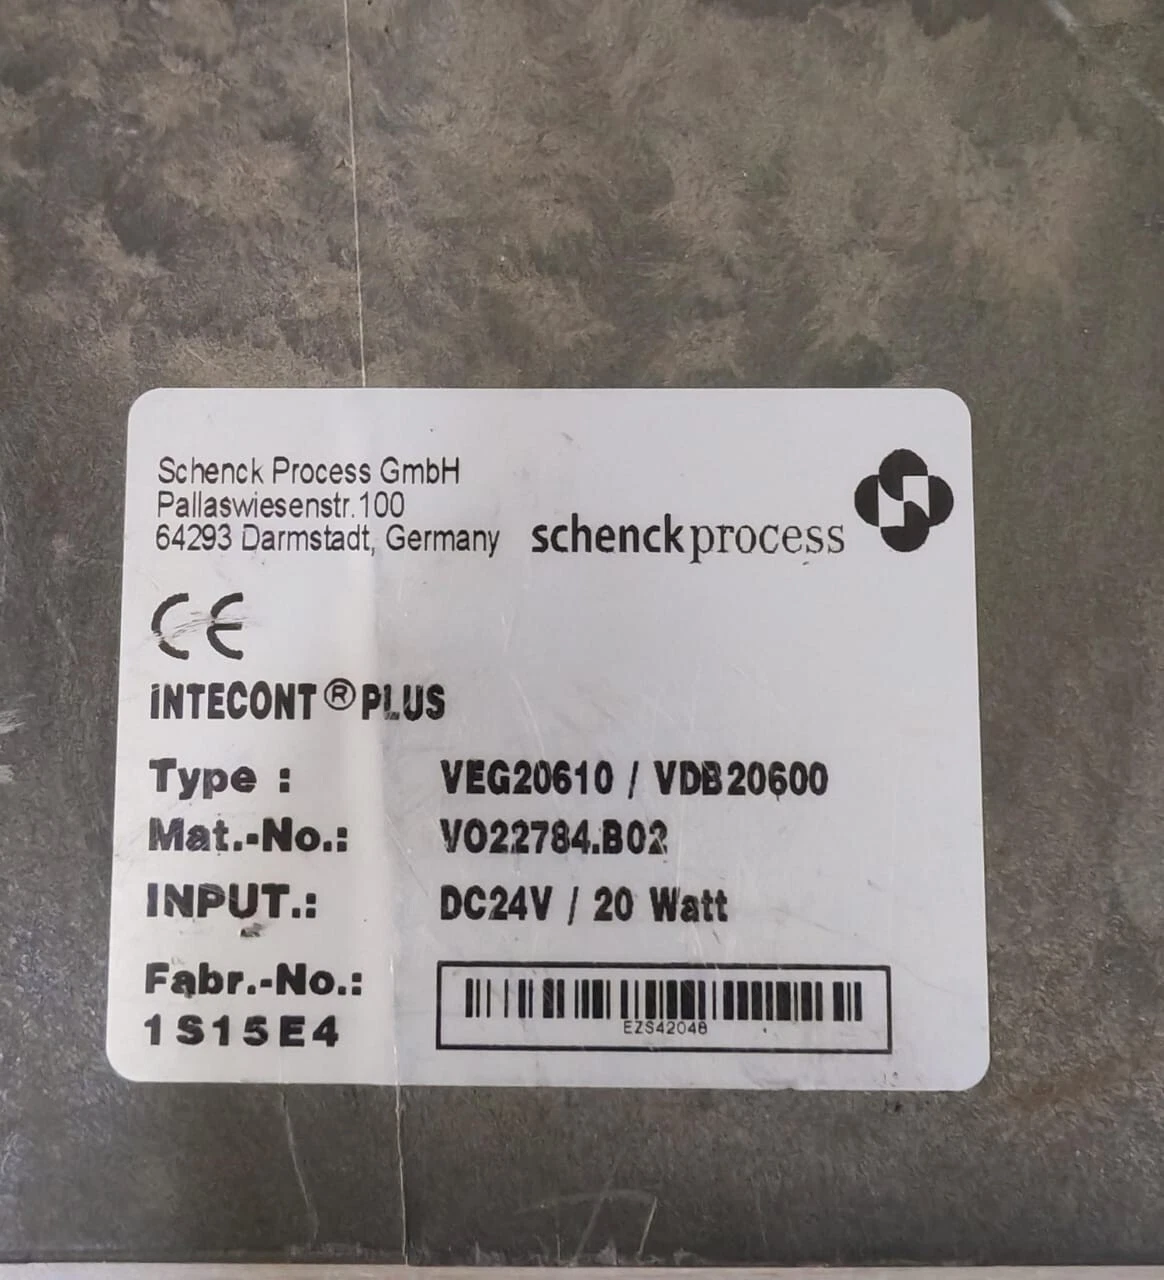 Schenck Process GmbH
Pallaswiesenstr.100
64293 Darmstadt, Germany
schenckprocess
CE
INTECONT® PLUS
Type : VEG20610 / VDB20600
Mat.-No.: V022784.B02
INPUT.: DC24V / 20 Watt
Fabr.-No.:
1S15E4
EZS42048